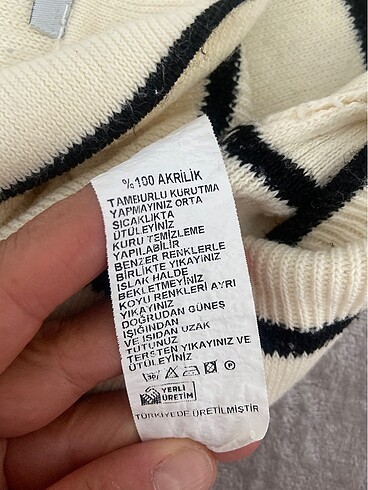 % 100 AKRİLİK
TAMBURLU KURUTMA
YAPMAYINIZ ORTA
SICAKLIKTA
ÜTÜLEYİNİZ
KURU TEMİZLEME
YAPILABİLİR
BENZER RENKLERLE
BİRLİKTE YIKAYINIZ
ISLAK HALDE
BEKLETMEYİNİZ
KOYU RENKLERİ AYRI
YIKAYINIZ
DOĞRUDAN GÜNEŞ
IŞIĞINDAN
VE ISIDAN UZAK
TUTUNUZ
TERSTEN YIKAYINIZ VE
ÜTÜLEYİNİZ
30° P
YERLİ
ÜRETİM
TÜRKİYEDE ÜRETİLMİŞTİR